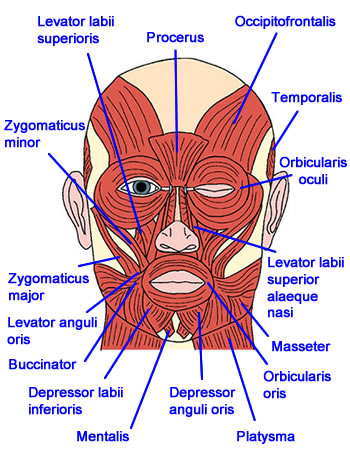 Levator labii
superioris
Procerus
Occipitofrontalis
Temporalis
Zygomaticus
minor
Orbicularis
oculi
Zygomaticus
major
Levator labii
superior
alaeque
nasi
Levator anguli
oris
Masseter
Buccinator
Orbicularis
oris
Depressor labii
inferioris
Depressor
anguli oris
Mentalis
Platysma